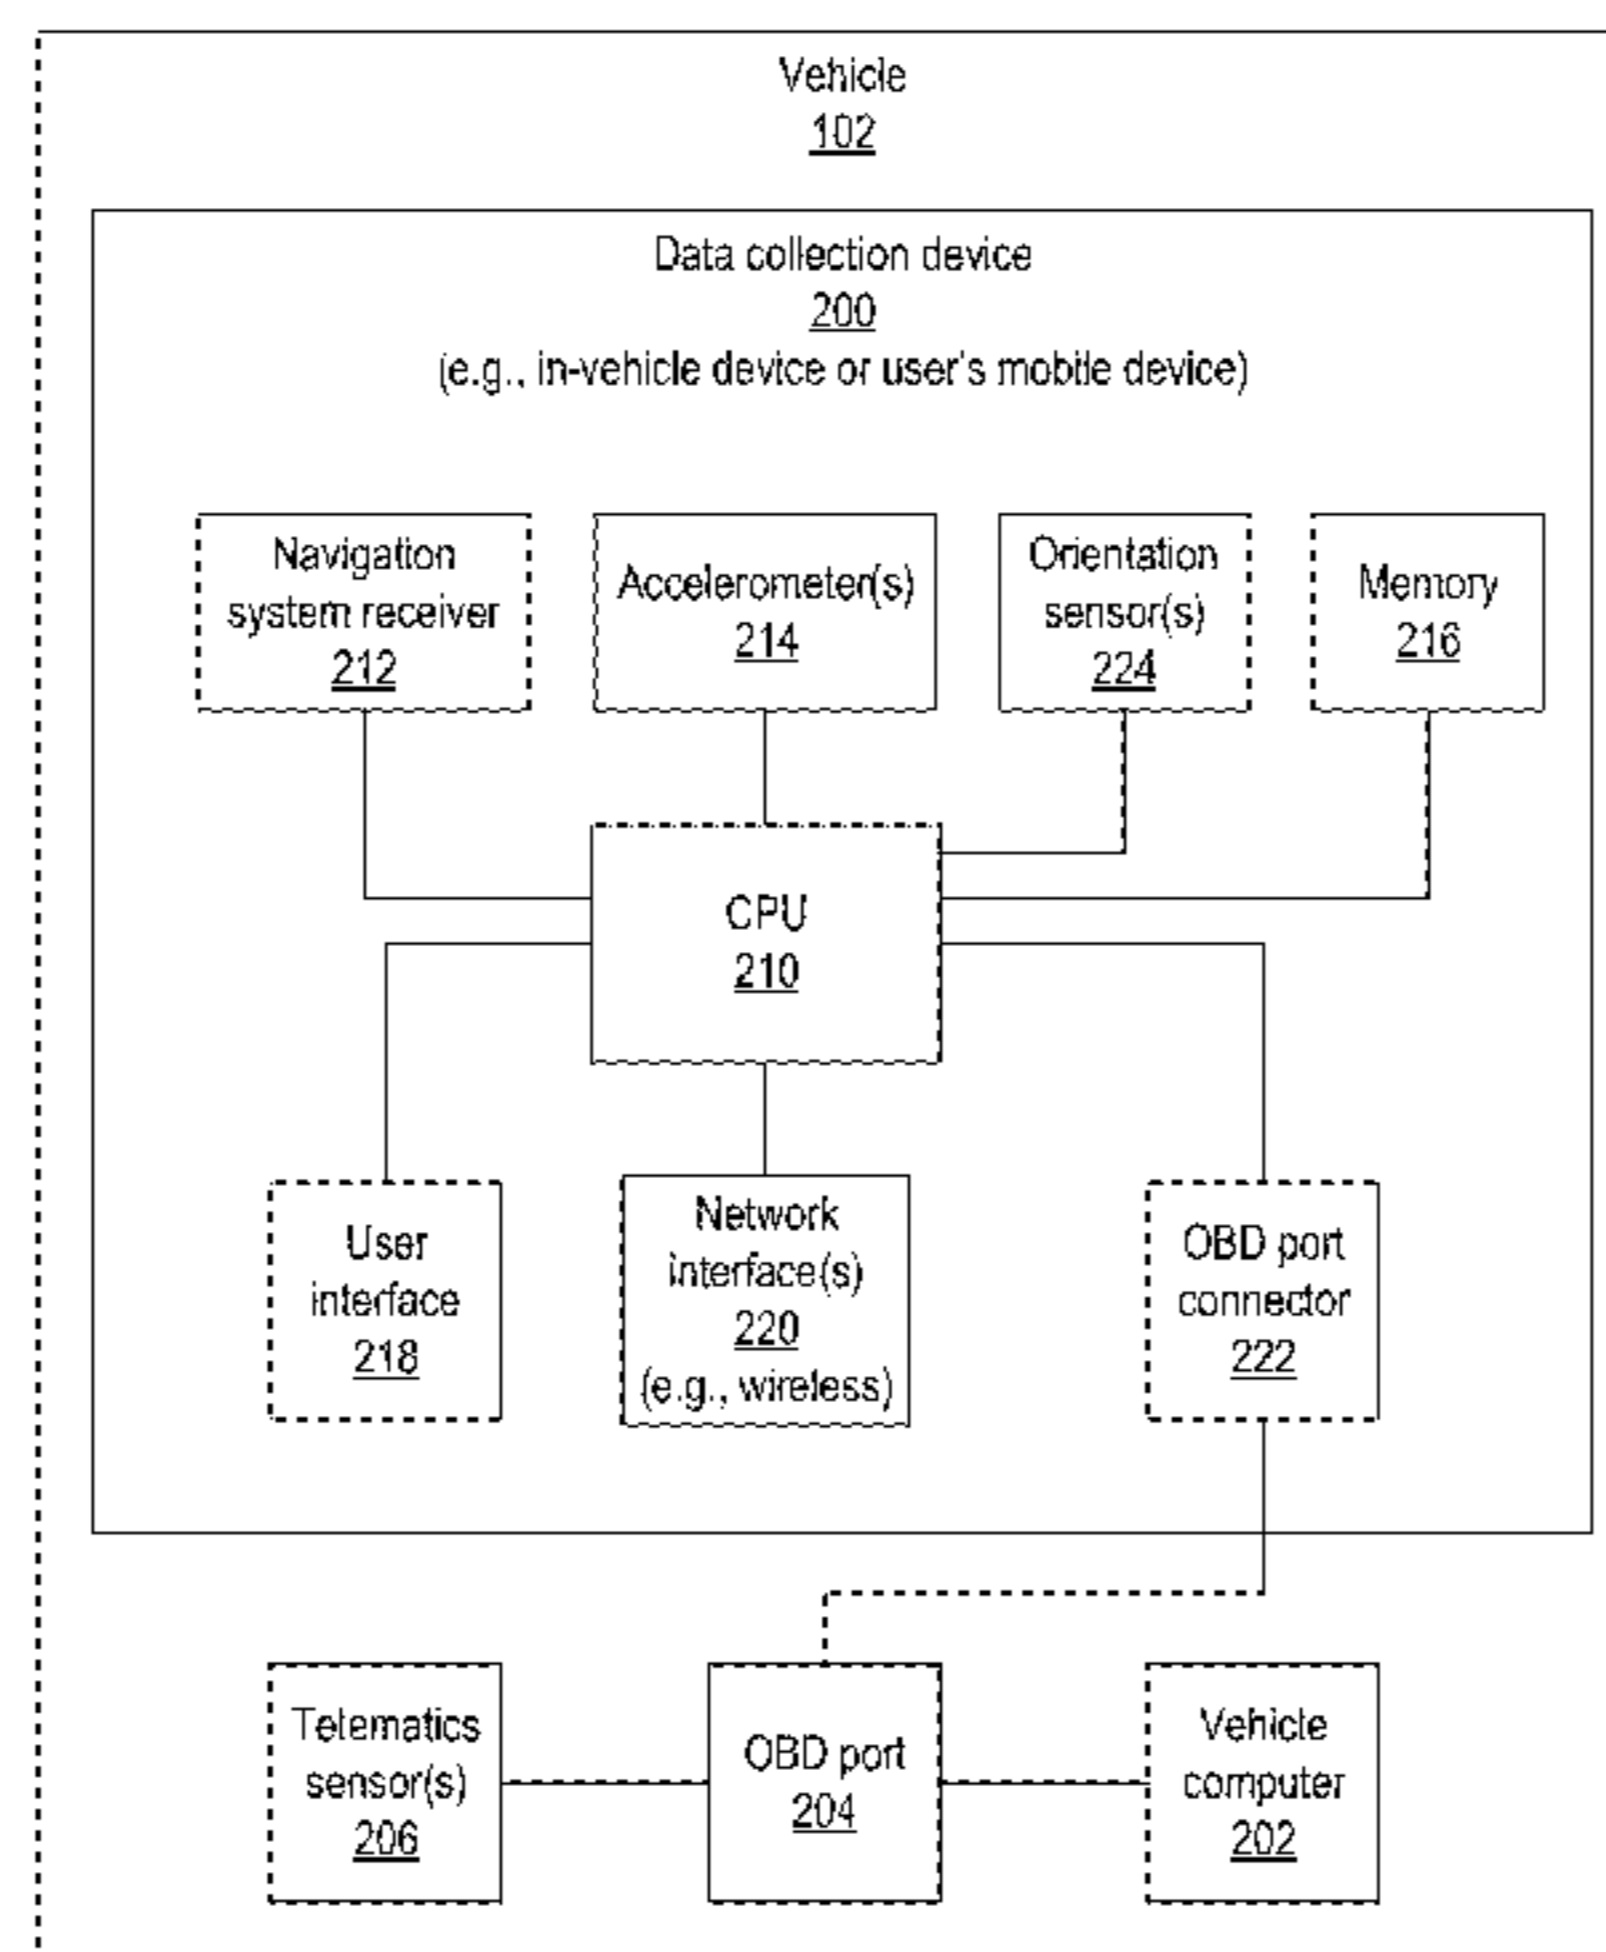 Vehicle
102
Data collection device
200
(e.g., in-vehicle device or user's mobile device)
Navigation
system receiver
212
Accelerometer(s)
214
Orientation
sensor(s)
224
Memory
216
CPU
210
User
interface
218
Network
interface(s)
220
(e.g., wireless)
OBD port
connector
222
Telematics
sensor(s)
206
OBD port
204
Vehicle
computer
202